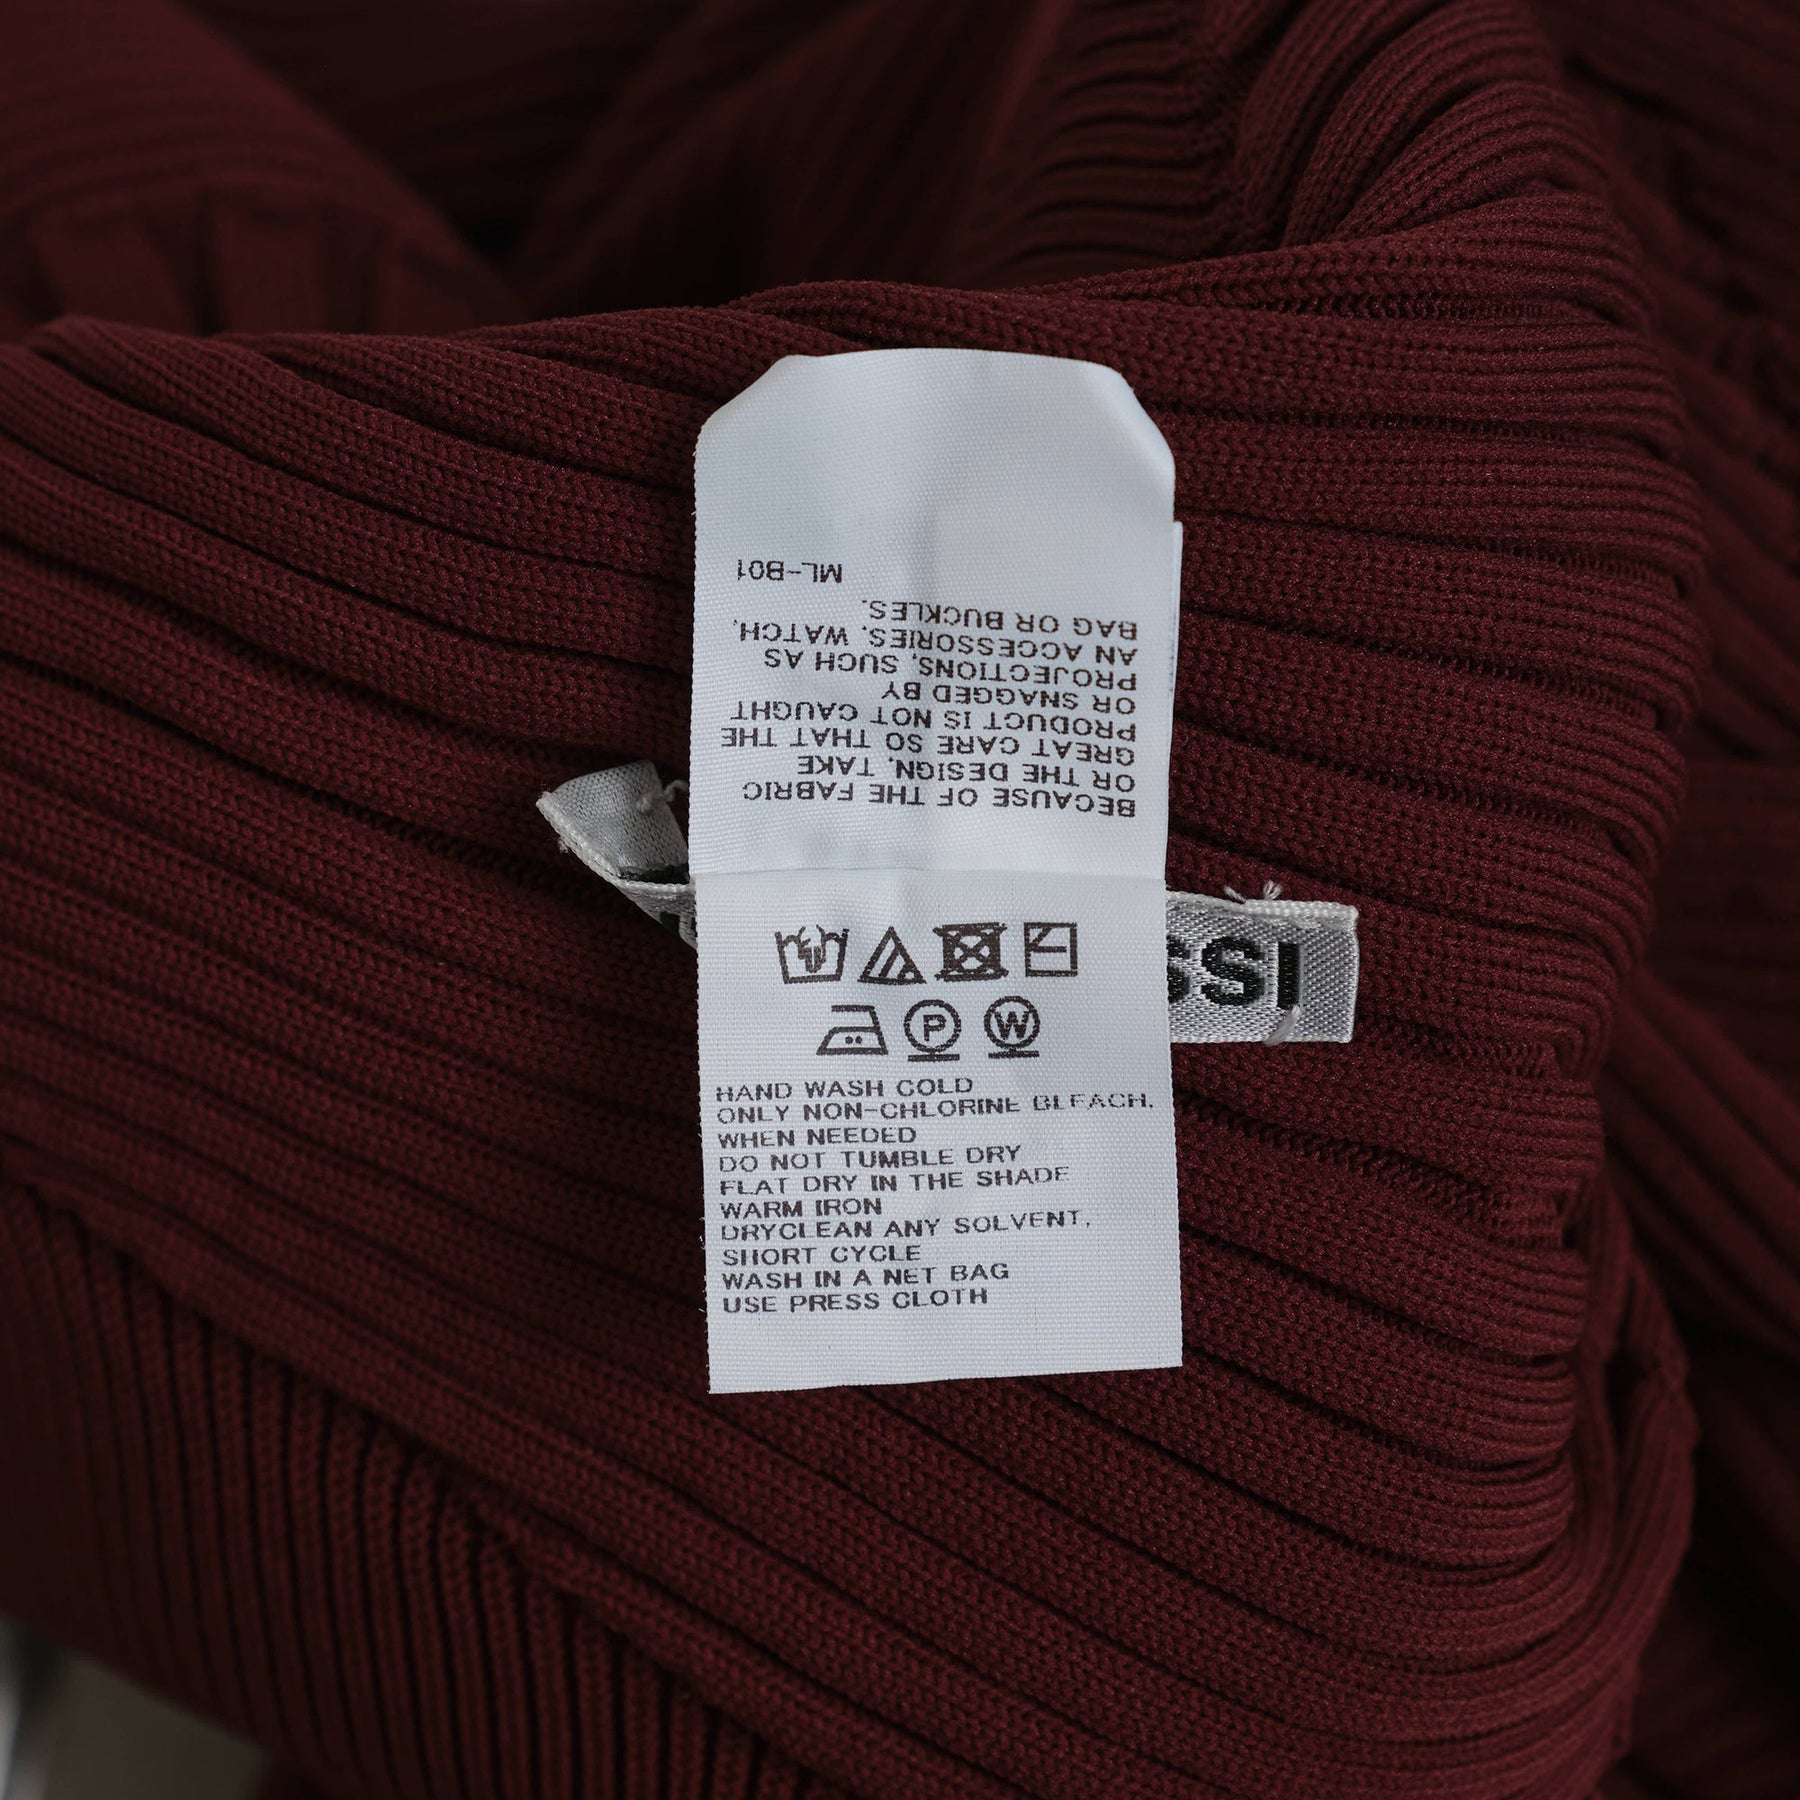 BECAUSE OF THE FABRIC
OR THE DESIGN, TAKE
GREAT CARE SO THAT THE
PRODUCT IS NOT CAUGHT
OR SNAGGED BY
PROJECTIONS, SUCH AS
AN ACCESSORIES, WATCH,
BAG OR BUCKLES.
ML-B01
P W
HAND WASH COLD
ONLY NON-CHLORINE BLEACH,
WHEN NEEDED
DO NOT TUMBLE DRY
FLAT DRY IN THE SHADE
WARM IRON
DRYCLEAN ANY SOLVENT,
SHORT CYCLE
WASH IN A NET BAG
USE PRESS CLOTH